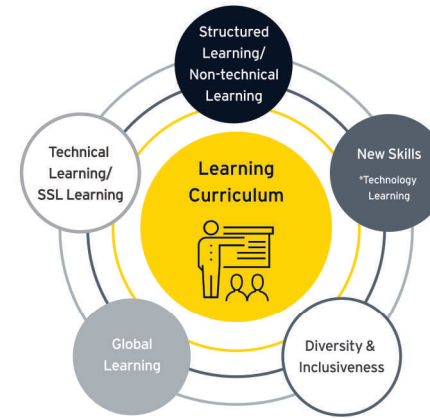 Structured
Learning/
Non-technical
Learning
Technical
Learning/
SSL Learning
Learning
Curriculum
New Skills
*Technology
Learning
Global
Learning
Diversity &
Inclusiveness